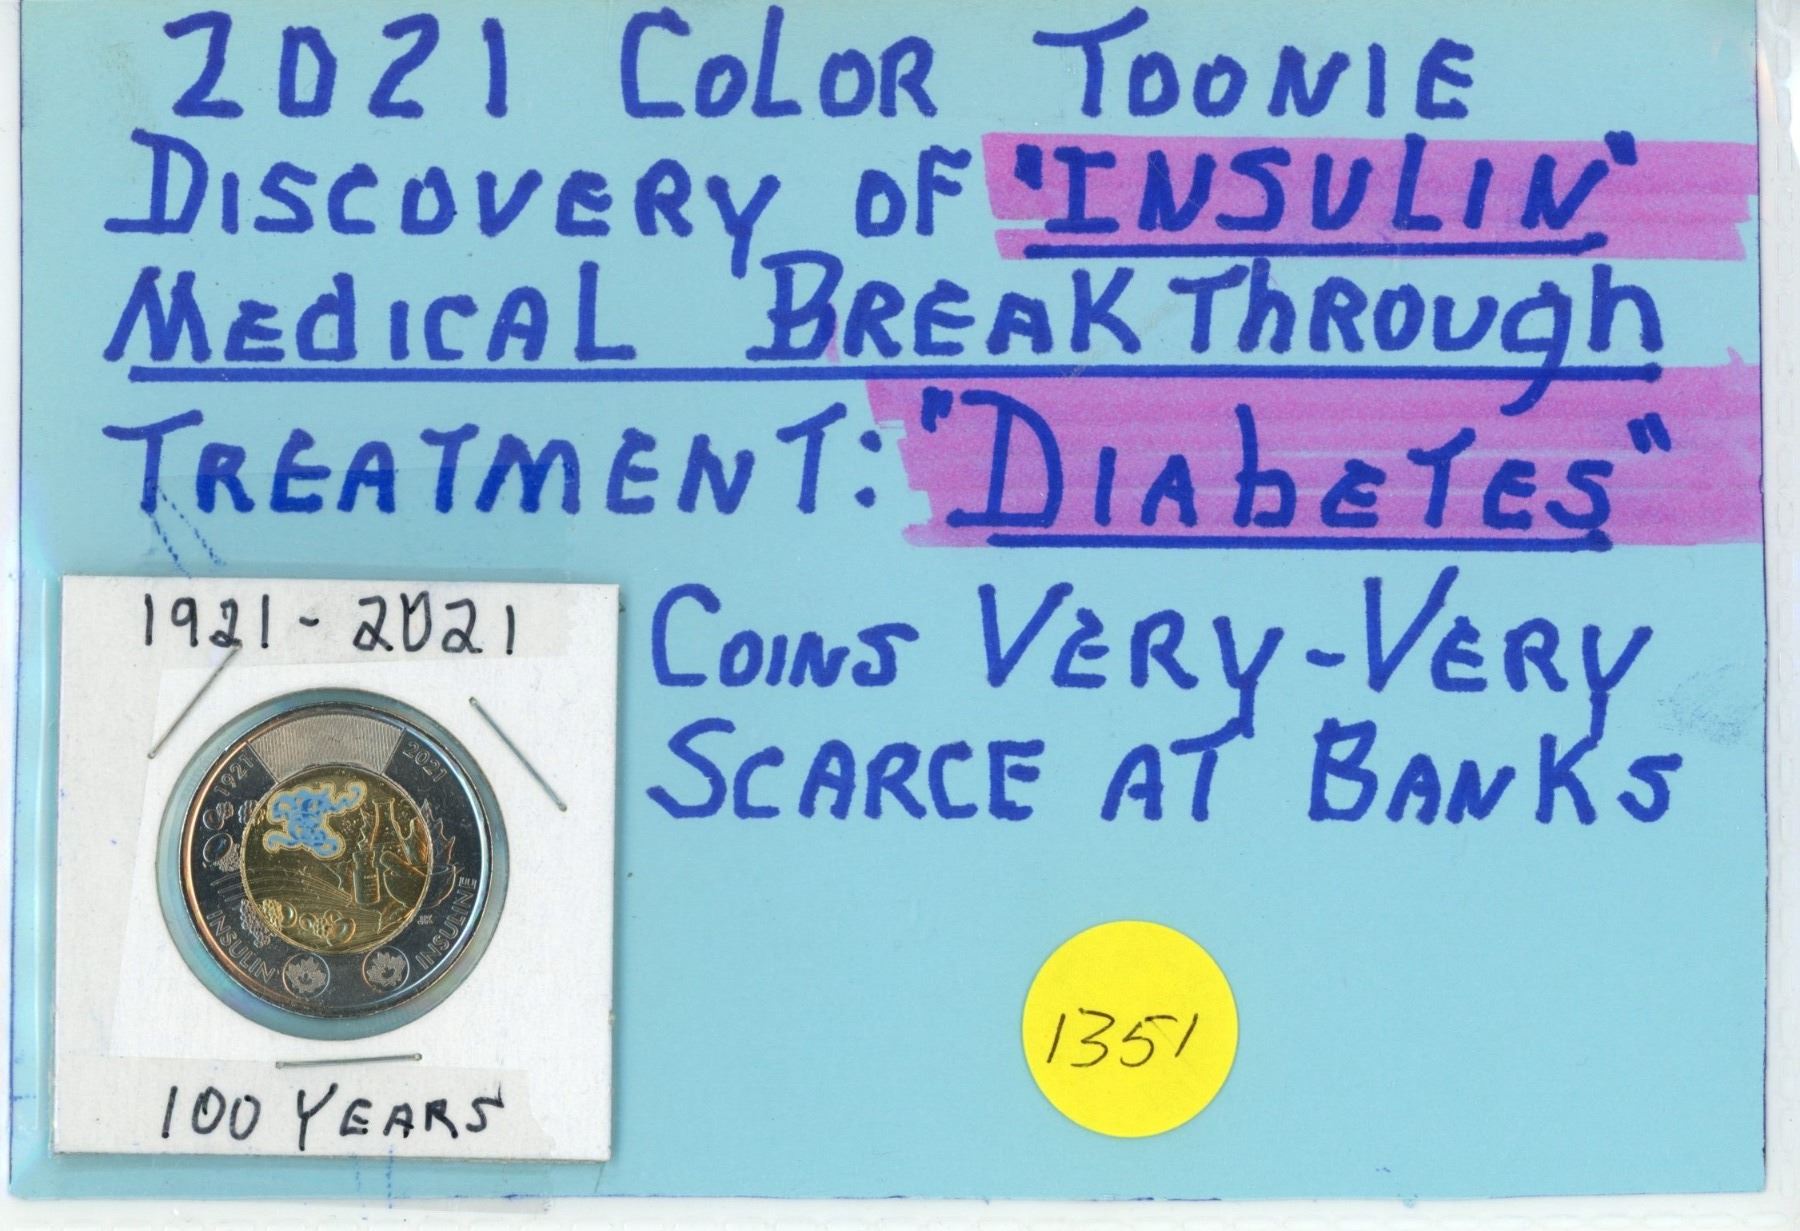 2021 COLOR TOONIE
DISCOVERY OF "INSULIN"
MEDICAL BREAKTHROUGH
TREATMENT: "DIABETES"
COINS VERY-VERY
SCARCE AT BANKS
1921-2021
1921 2021
INSULIN INSULINE
100 YEARS
1351